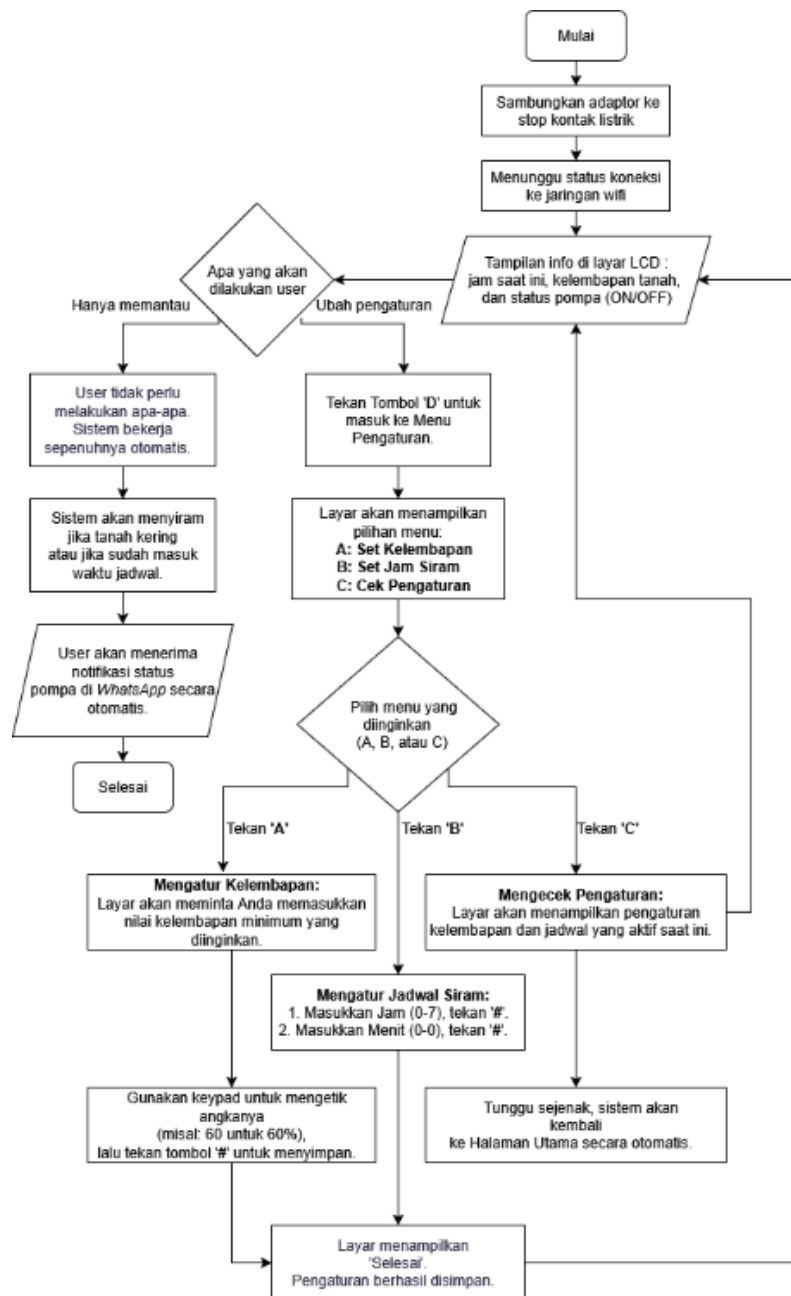 Mulai
Sambungkan adaptor ke
stop kontak listrik
Menunggu status koneksi
ke jaringan wifi
Tampilan info di layar LCD :
jam saat ini, kelembapan tanah,
dan status pompa (ON/OFF)
Apa yang akan
dilakukan user
Hanya memantau
Ubah pengaturan
User tidak perlu
melakukan apa-apa.
Sistem bekerja
sepenuhnya otomatis.
Tekan Tombol 'D' untuk
masuk ke Menu
Pengaturan.
Sistem akan menyiram
jika tanah kering
atau jika sudah masuk
waktu jadwal.
Layar akan menampilkan
pilihan menu:
A: Set Kelembapan
B: Set Jam Siram
C: Cek Pengaturan
User akan menerima
notifikasi status
pompa di WhatsApp secara
otomatis.
Selesai
Pilih menu yang
diinginkan
(A, B, atau C)
Tekan 'A'
Tekan 'B'
Tekan 'C'
Mengatur Kelembapan:
Layar akan meminta Anda memasukkan
nilai kelembapan minimum yang
diinginkan.
Mengecek Pengaturan:
Layar akan menampilkan pengaturan
kelembapan dan jadwal yang aktif saat ini.
Mengatur Jadwal Siram:
1. Masukkan Jam (0-7), tekan '#'.
2. Masukkan Menit (0-0), tekan '#'.
Gunakan keypad untuk mengetik
angkanya
(misal: 60 untuk 60%),
lalu tekan tombol '#' untuk menyimpan.
Tunggu sejenak, sistem akan
kembali
ke Halaman Utama secara otomatis.
Layar menampilkan
'Selesai'.
Pengaturan berhasil disimpan.